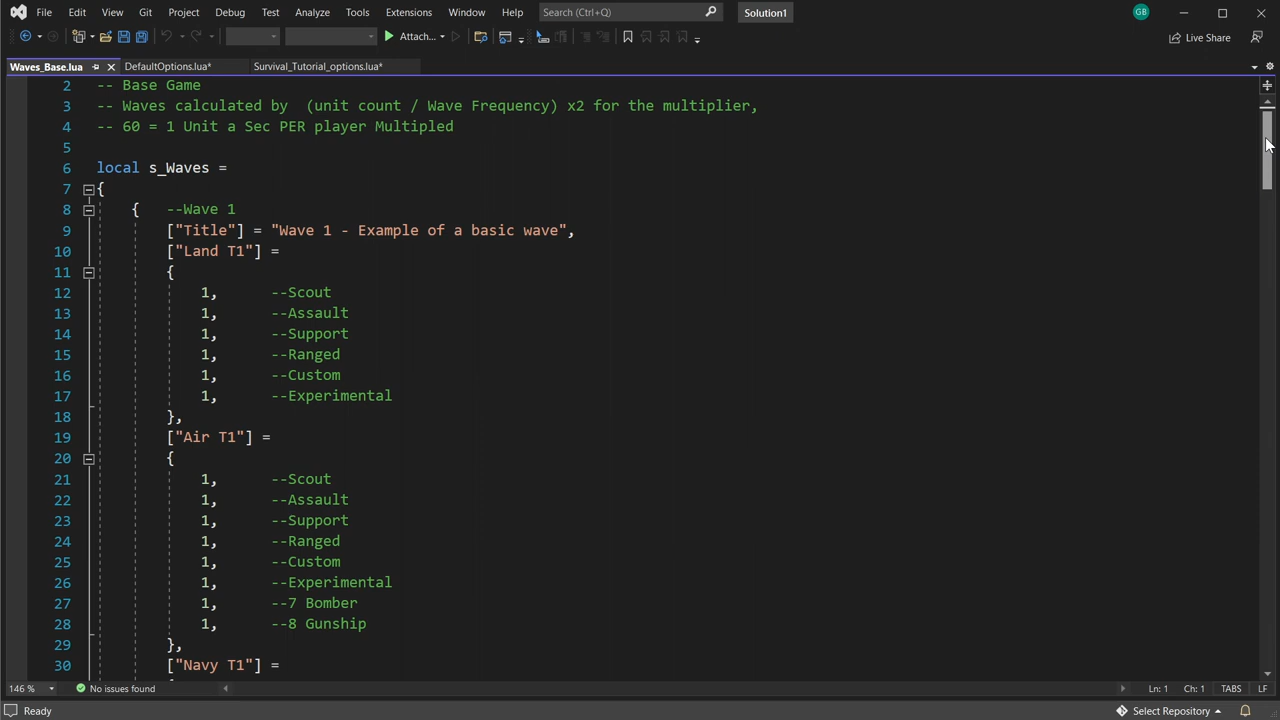 File Edit View Git Project Debug Test Analyze Tools Extensions Window Help Search (Ctrl+Q) Solution1 GB
Attach... Live Share
Waves_Base.lua DefaultOptions.lua* Survival_Tutorial_options.lua*
2 -- Base Game
3 -- Waves calculated by  (unit count / Wave Frequency) x2 for the multiplier,
4 -- 60 = 1 Unit a Sec PER player Multipled
5
6 local s_Waves =
7 {
8 { --Wave 1
9 ["Title"] = "Wave 1 - Example of a basic wave",
10 ["Land T1"] =
11 {
12 1, --Scout
13 1, --Assault
14 1, --Support
15 1, --Ranged
16 1, --Custom
17 1, --Experimental
18 },
19 ["Air T1"] =
20 {
21 1, --Scout
22 1, --Assault
23 1, --Support
24 1, --Ranged
25 1, --Custom
26 1, --Experimental
27 1, --7 Bomber
28 1, --8 Gunship
29 },
30 ["Navy T1"] =
146 % No issues found Ln: 1 Ch: 1 TABS LF
Ready Select Repository